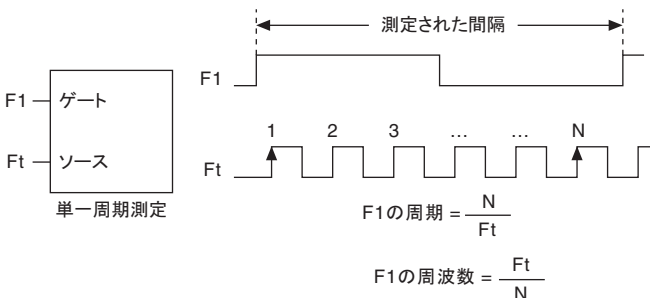 測定された間隔
F1
F1 ゲート
1 2 3 … … N
Ft ソース
Ft
単一周期測定
F1の周期 = N
Ft
F1の周波数 = Ft
N